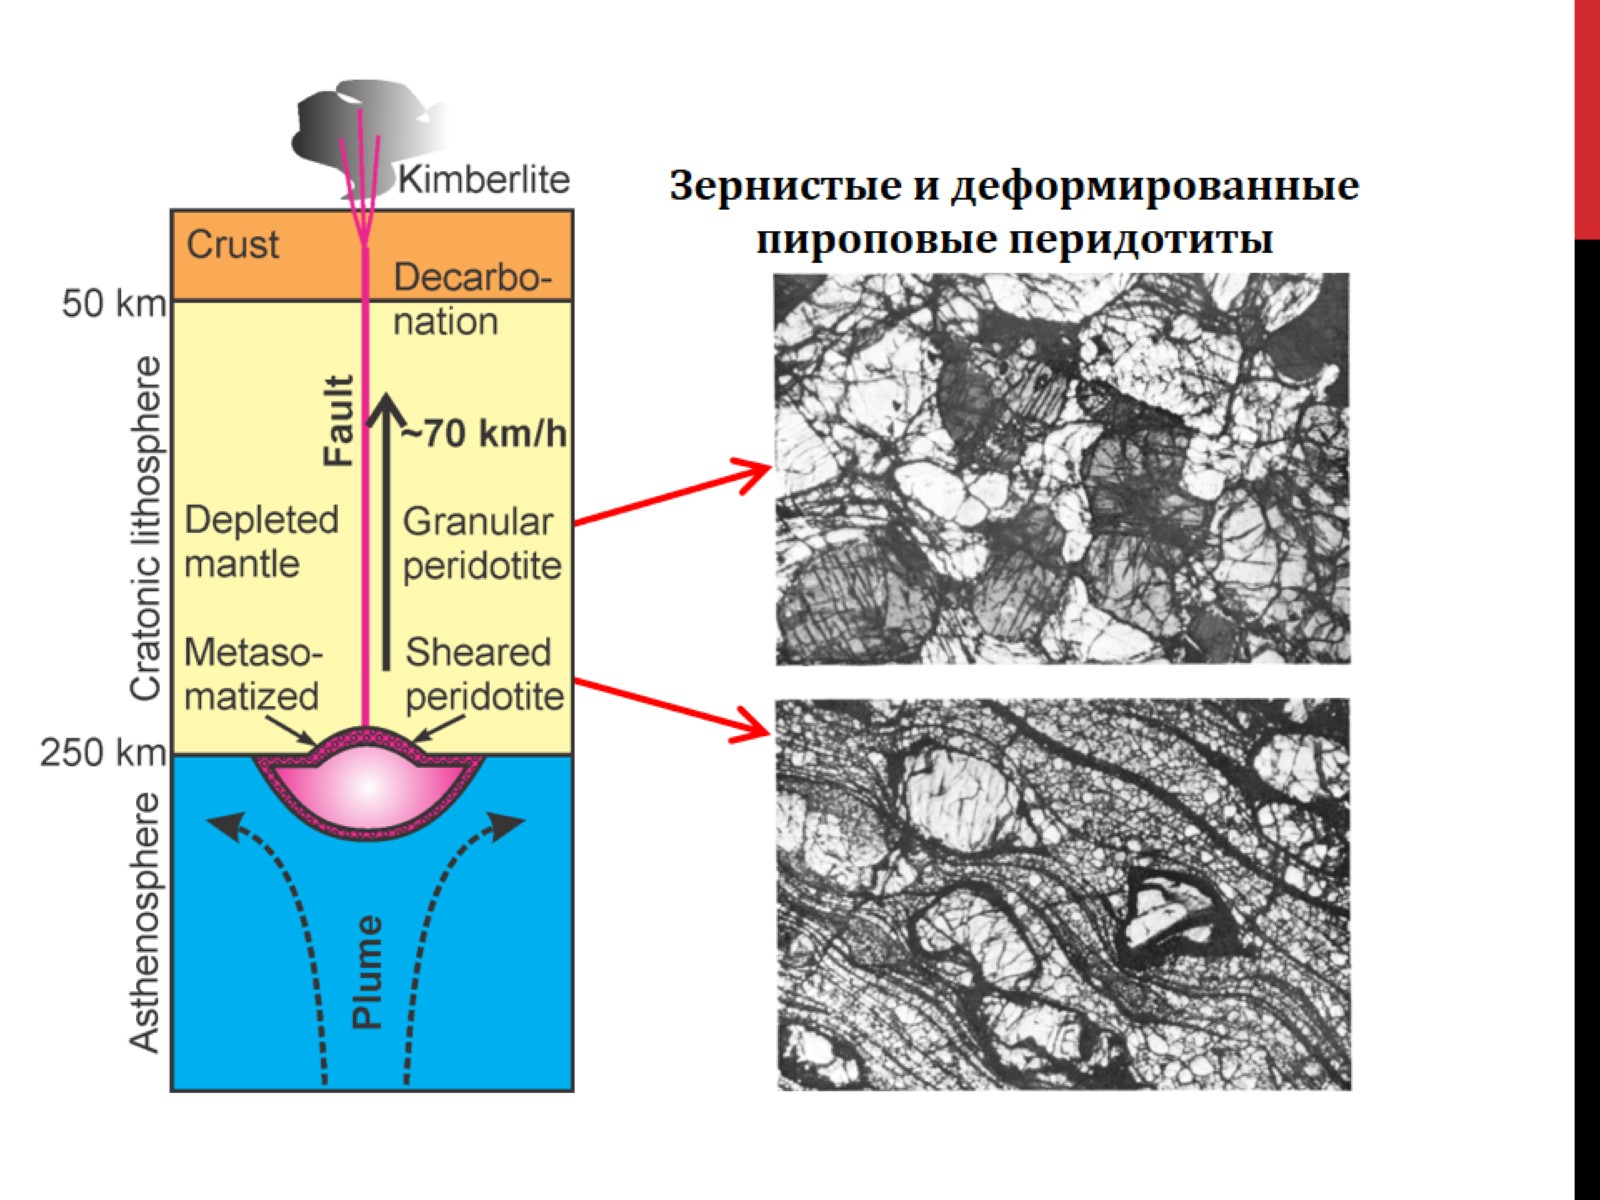 Kimberlite
Зернистые и деформированные
пироповые перидотиты
Crust
Decarbo-
nation
50 km
Cratonic lithosphere
Fault
~70 km/h
Depleted
mantle
Granular
peridotite
Metaso-
matized
Sheared
peridotite
250 km
Asthenosphere
Plume